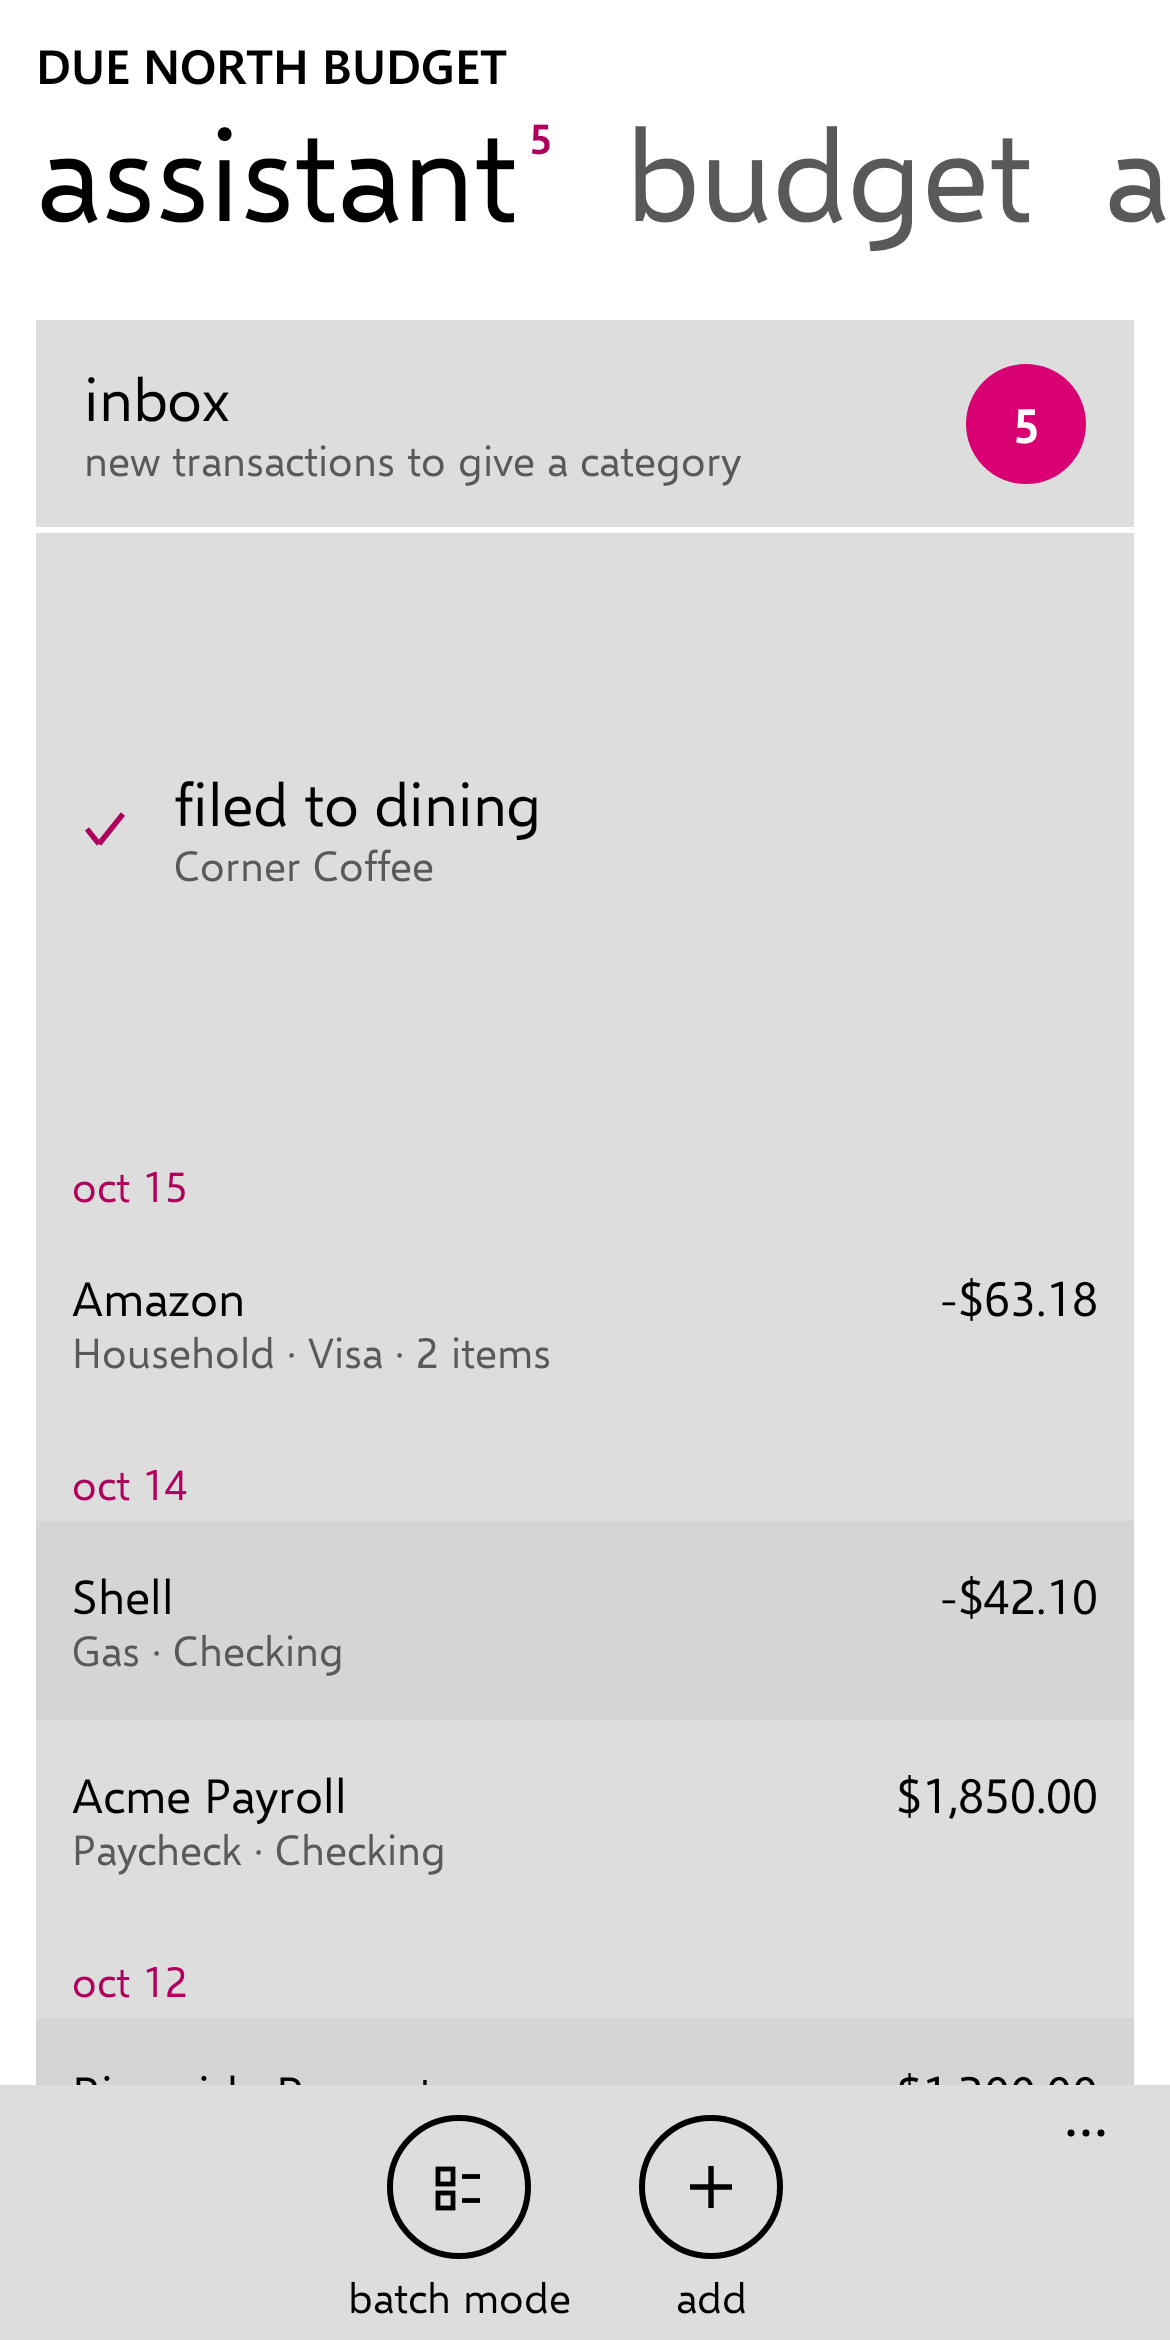 DUE NORTH BUDGET
assistant 5 budget a
inbox
new transactions to give a category
5
filed to dining
Corner Coffee
oct 15
Amazon -$63.18
Household · Visa · 2 items
oct 14
Shell -$42.10
Gas · Checking
Acme Payroll $1,850.00
Paycheck · Checking
oct 12
batch mode add